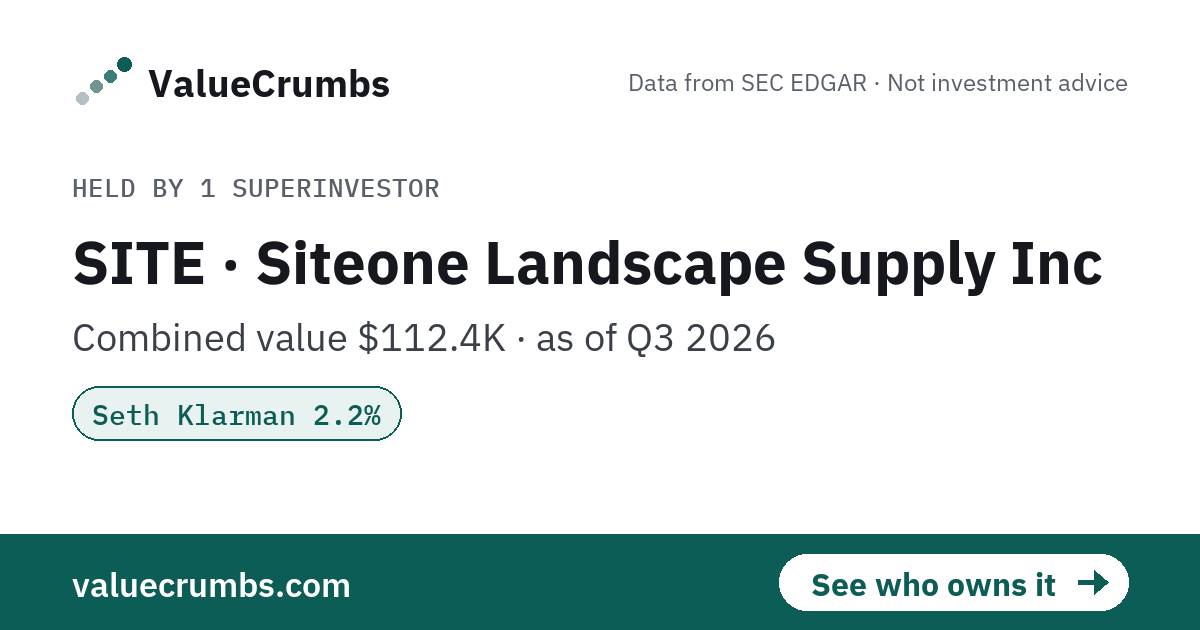 ValueCrumbs
Data from SEC EDGAR · Not investment advice
HELD BY 1 SUPERINVESTOR
SITE · Siteone Landscape Supply Inc
Combined value $112.4K · as of Q3 2026
Seth Klarman 2.2%
valuecrumbs.com
See who owns it →